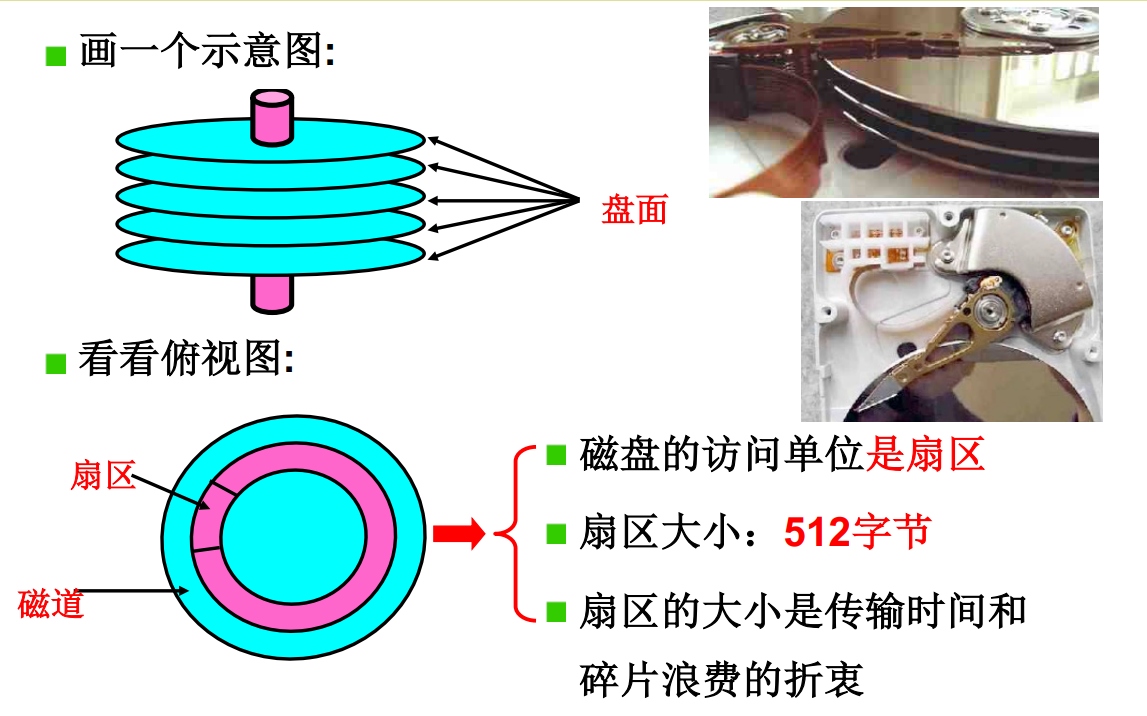 画一个示意图:
盘面
看看俯视图:
扇区
磁道
磁盘的访问单位是扇区
扇区大小：512字节
扇区的大小是传输时间和
碎片浪费的折衷